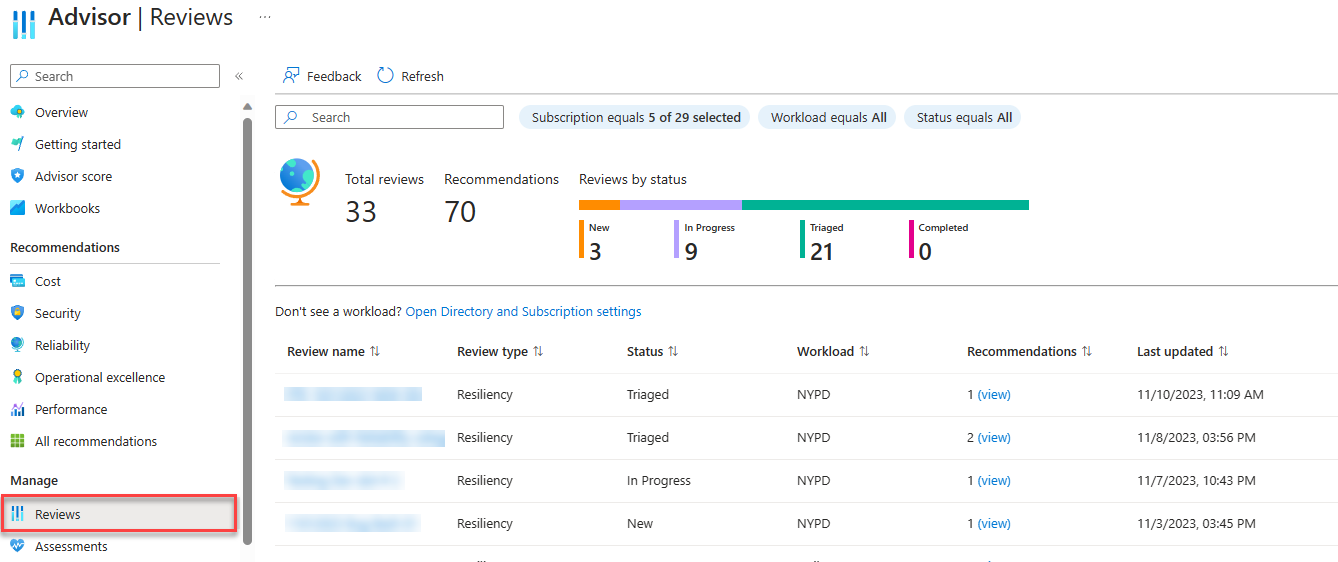 Advisor | Reviews ...
Search «
Overview
Getting started
Advisor score
Workbooks
Recommendations
Cost
Security
Reliability
Operational excellence
Performance
All recommendations
Manage
Reviews
Assessments
Feedback Refresh
Search Subscription equals 5 of 29 selected Workload equals All Status equals All
Total reviews Recommendations Reviews by status
33 70
New In Progress Triaged Completed
3 9 21 0
Don't see a workload? Open Directory and Subscription settings
Review name ↑↓ Review type ↑↓ Status ↑↓ Workload ↑↓ Recommendations ↑↓ Last updated ↑↓
Resiliency Triaged NYPD 1 (view) 11/10/2023, 11:09 AM
Resiliency Triaged NYPD 2 (view) 11/8/2023, 03:56 PM
Resiliency In Progress NYPD 1 (view) 11/7/2023, 10:43 PM
Resiliency New NYPD 1 (view) 11/3/2023, 03:45 PM